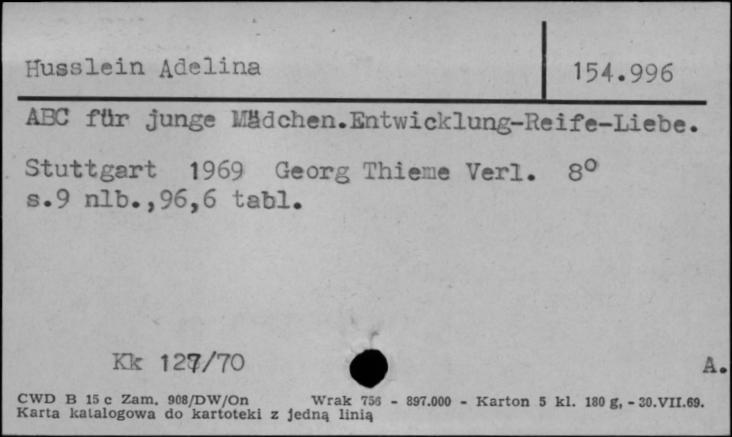 Husslein Adelina 154.996
ABC für junge Mädchen.Entwicklung-Reife-Liebe.
Stuttgart 1969 Georg Thieme Verl. 8°
s.9 nlb.,96,6 tabl.
Kk 127/70 A.
CWD B 15 c Zam. 908/DW/On Wrak 756 - 897.000 - Karton 5 kl. 180 g, - 30.VII.69.
Karta katalogowa do kartoteki z jedną linią